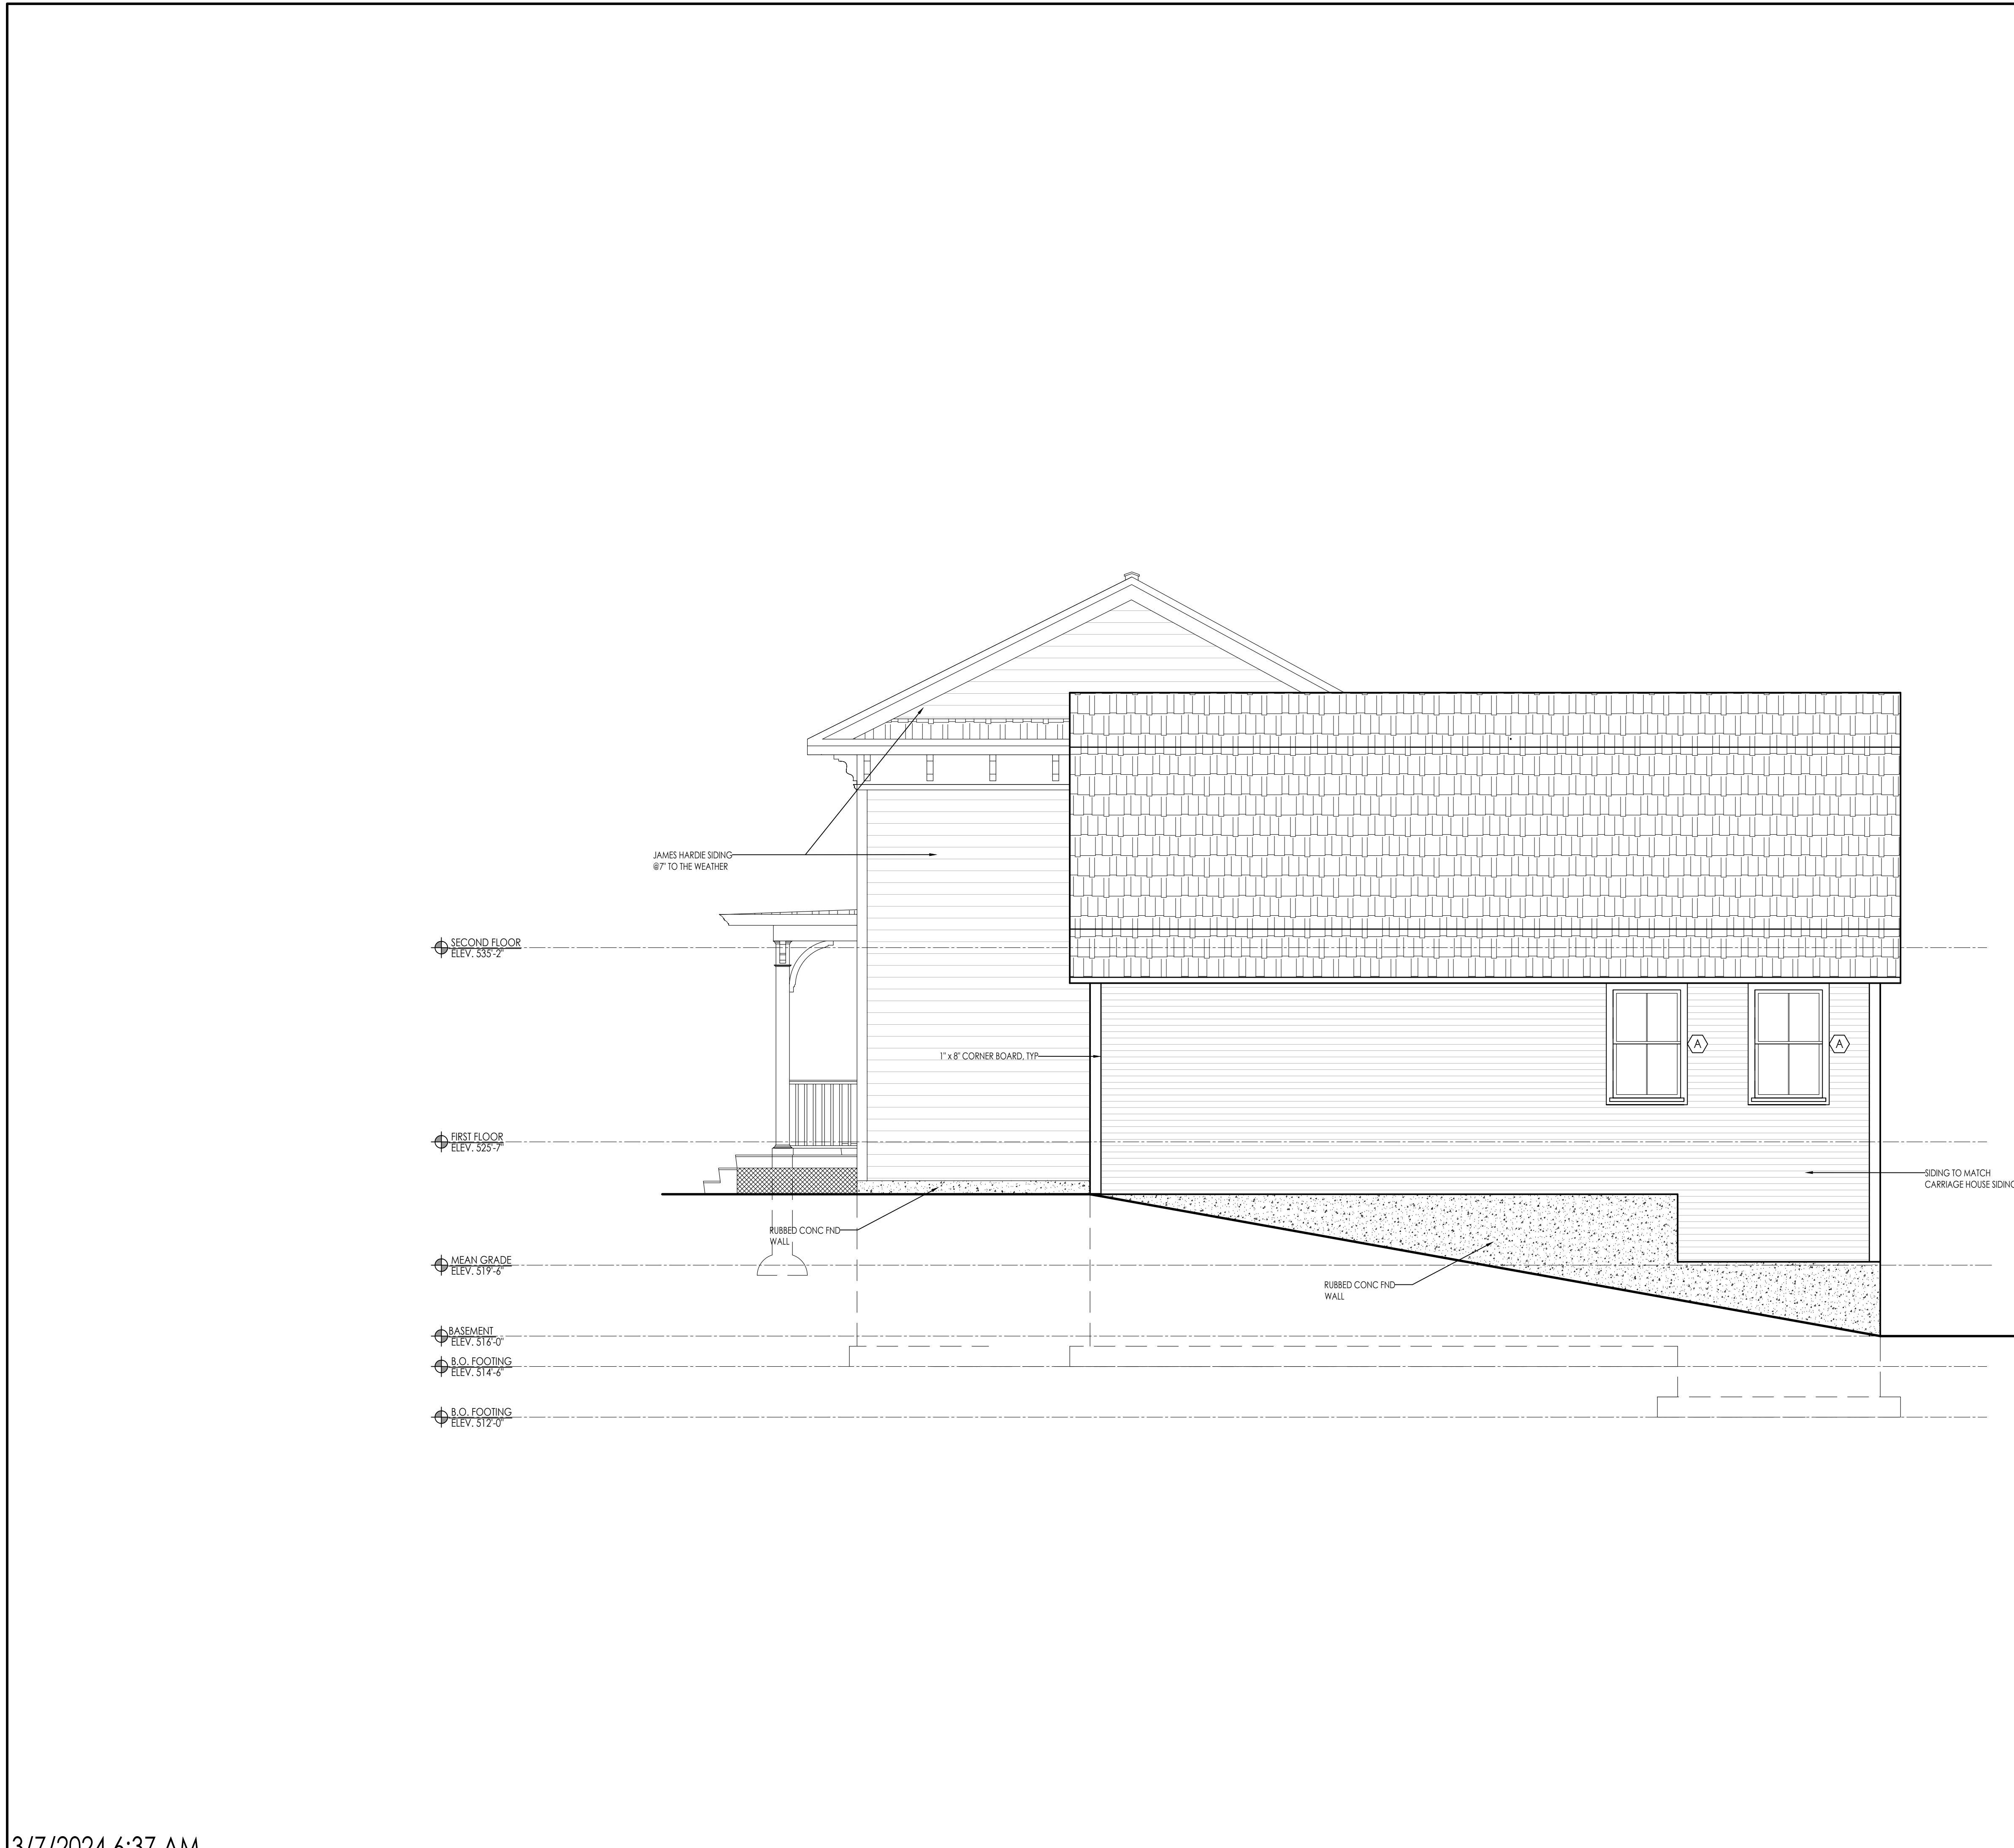 JAMES HARDIE SIDING
@7" TO THE WEATHER
SECOND FLOOR
ELEV. 535'-2"
A
A
1" x 8" CORNER BOARD, TYP
FIRST FLOOR
ELEV. 525'-7"
SIDING TO MATCH
CARRIAGE HOUSE SIDING
RUBBED CONC FND
WALL
MEAN GRADE
ELEV. 519'-6"
RUBBED CONC FND
WALL
BASEMENT
ELEV. 516'-0"
B.O. FOOTING
ELEV. 514'-6"
B.O. FOOTING
ELEV. 512'-0"
3/7/2024 6:37 AM